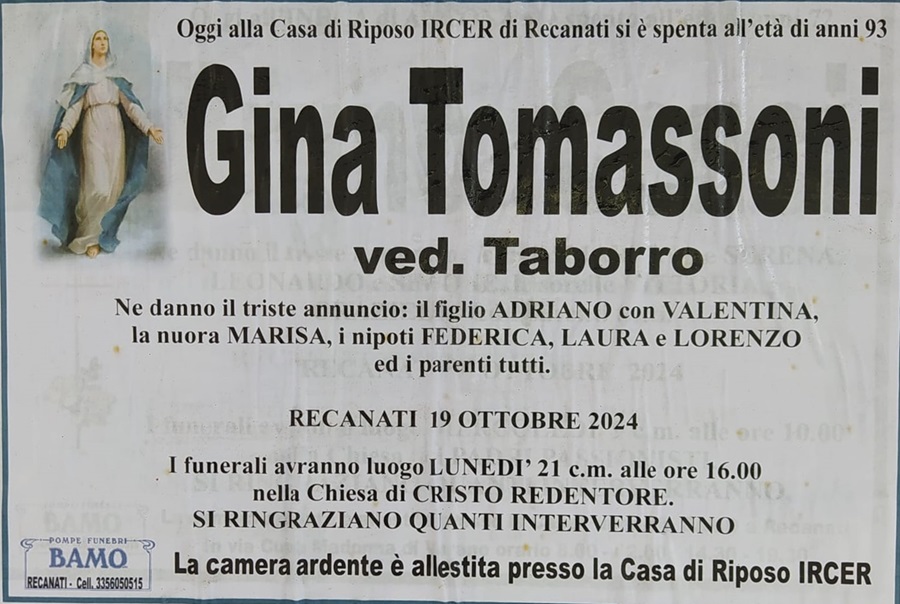 Oggi alla Casa di Riposo IRCER di Recanati si è spenta all'età di anni 93
Gina Tomassoni
ved. Taborro
Ne danno il triste annuncio: il figlio ADRIANO con VALENTINA,
la nuora MARISA, i nipoti FEDERICA, LAURA e LORENZO
ed i parenti tutti.
RECANATI 19 OTTOBRE 2024
I funerali avranno luogo LUNEDI' 21 c.m. alle ore 16.00
nella Chiesa di CRISTO REDENTORE.
SI RINGRAZIANO QUANTI INTERVERRANNO
La camera ardente è allestita presso la Casa di Riposo IRCER
POMPE FUNEBRI
BAMO
RECANATI - Cell. 3356050515